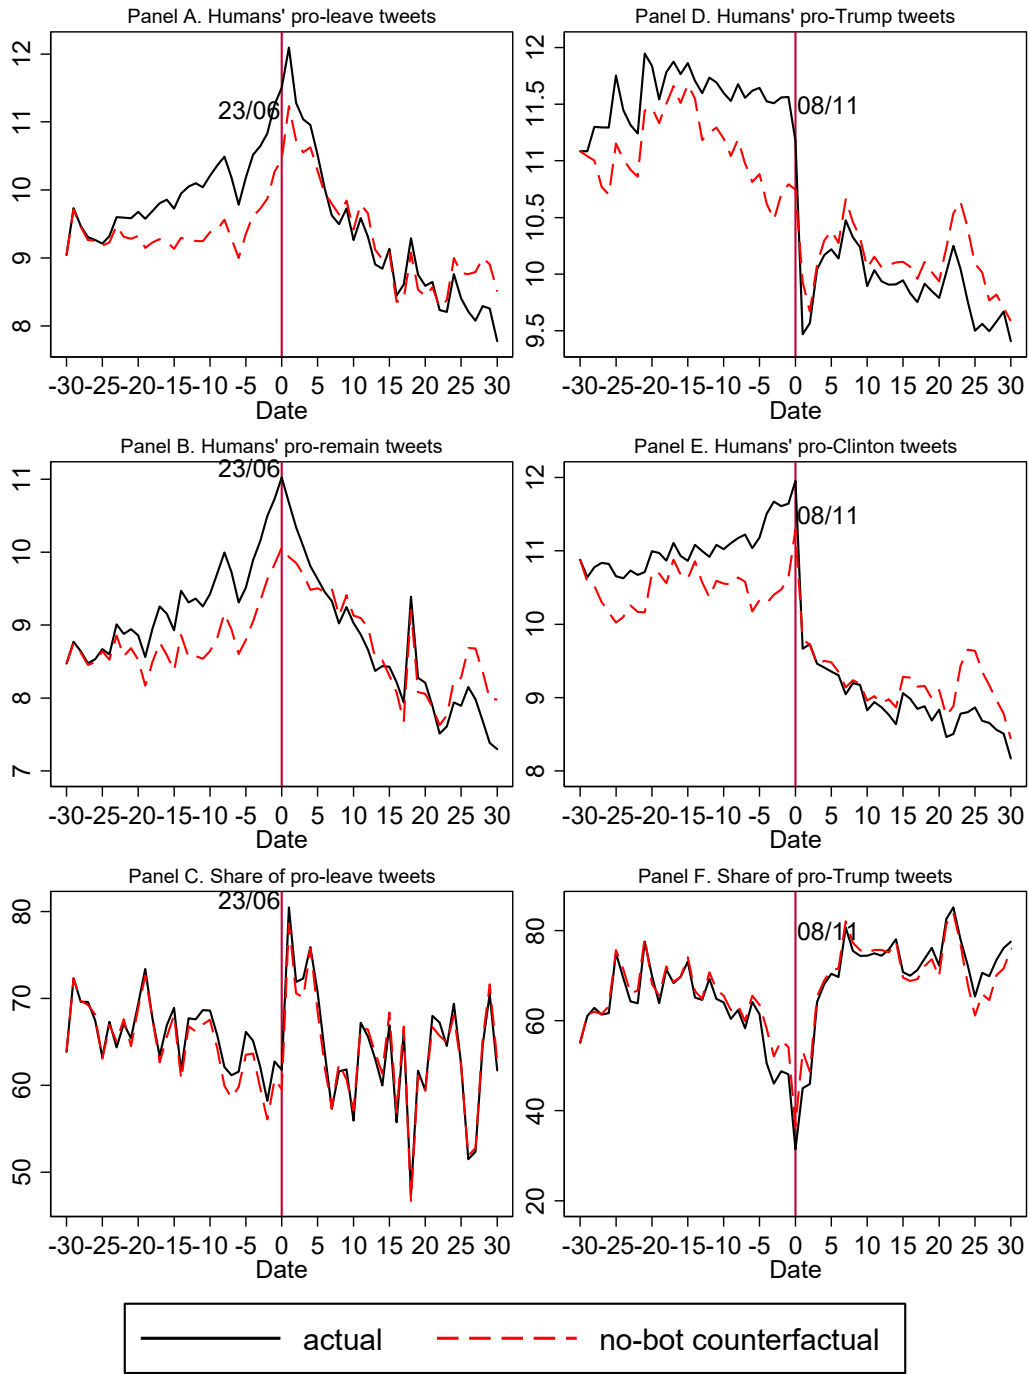 Panel A. Humans' pro-leave tweets
12
11
10
9
8
23/06
-30 -25 -20 -15 -10 -5 0 5 10 15 20 25 30
Date
Panel D. Humans' pro-Trump tweets
12
11.5
11
10.5
10
9.5
08/11
-30 -25 -20 -15 -10 -5 0 5 10 15 20 25 30
Date
Panel B. Humans' pro-remain tweets
11
10
9
8
7
23/06
-30 -25 -20 -15 -10 -5 0 5 10 15 20 25 30
Date
Panel E. Humans' pro-Clinton tweets
12
11
10
9
8
08/11
-30 -25 -20 -15 -10 -5 0 5 10 15 20 25 30
Date
Panel C. Share of pro-leave tweets
80
70
60
50
23/06
-30 -25 -20 -15 -10 -5 0 5 10 15 20 25 30
Date
Panel F. Share of pro-Trump tweets
80
60
40
20
08/11
-30 -25 -20 -15 -10 -5 0 5 10 15 20 25 30
Date
actual
no-bot counterfactual